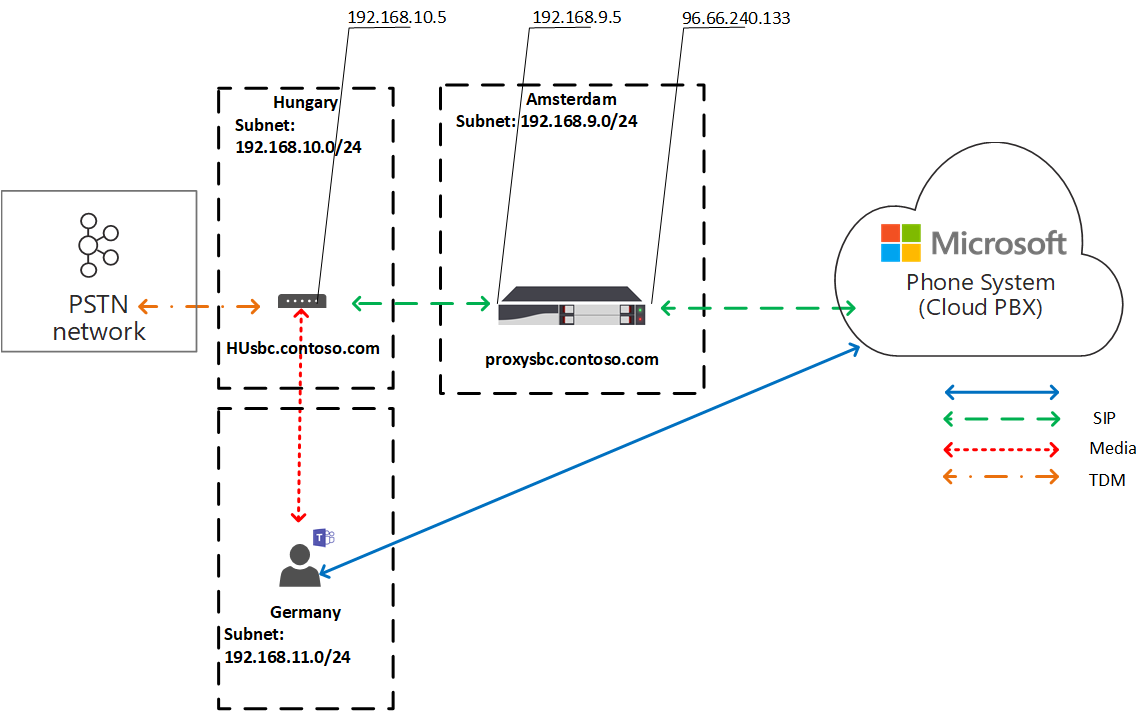 192.168.10.5
192.168.9.5
96.66.240.133
Hungary
Subnet:
192.168.10.0/24
Amsterdam
Subnet: 192.168.9.0/24
PSTN
network
HUsbc.contoso.com
proxysbc.contoso.com
Microsoft
Phone System
(Cloud PBX)
SIP
Media
TDM
T
Germany
Subnet:
192.168.11.0/24